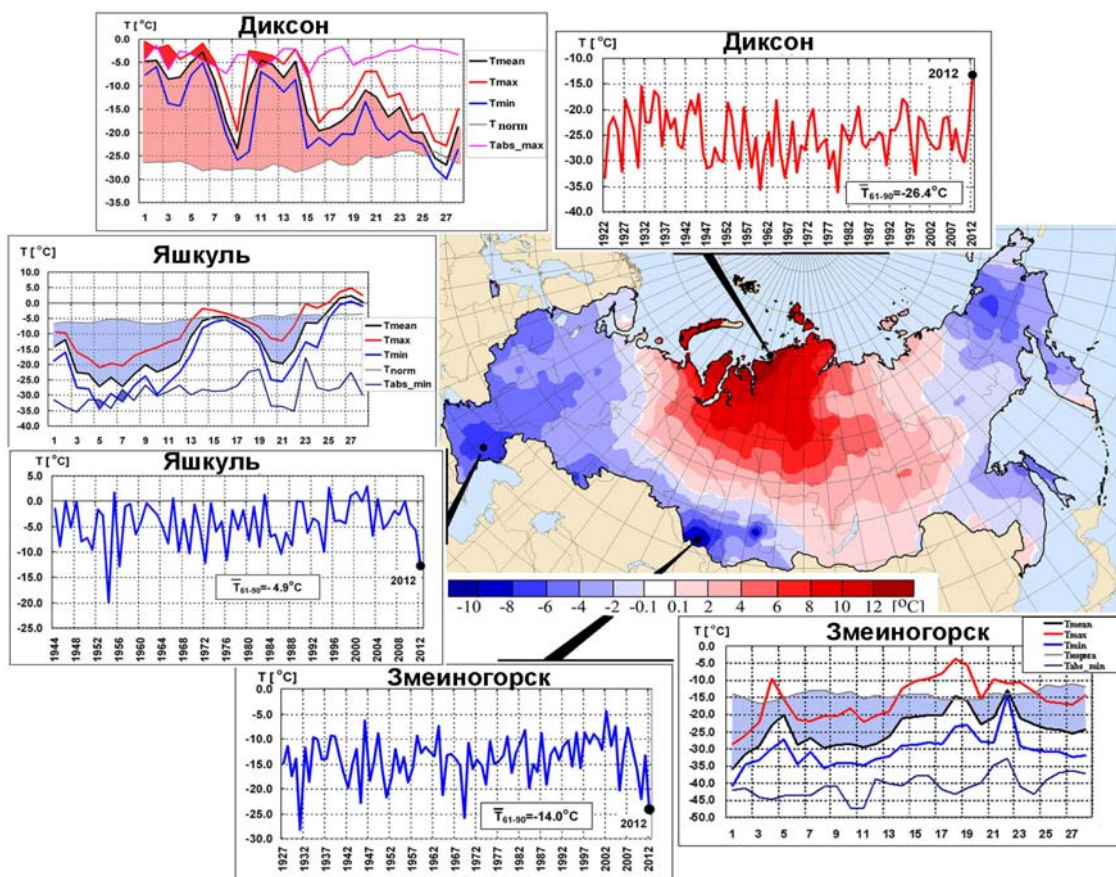 Диксон
T [°C]
0.0
-5.0
-10.0
-15.0
-20.0
-25.0
-30.0
-35.0
1 3 5 7 9 11 13 15 17 19 21 23 25 27
Tmean
Tmax
Tmin
Tnorm
Tabs_max
Диксон
T [°C]
-10.0
-15.0
-20.0
-25.0
-30.0
-35.0
-40.0
2012
T̅61-90=-26.4°C
1922 1927 1932 1937 1942 1947 1952 1957 1962 1967 1972 1977 1982 1987 1992 1997 2002 2007 2012
Яшкуль
T [°C]
10.0
5.0
0.0
-5.0
-10.0
-15.0
-20.0
-25.0
-30.0
-35.0
-40.0
1 3 5 7 9 11 13 15 17 19 21 23 25 27
Tmean
Tmax
Tmin
Tnorm
Tabs_min
Яшкуль
T [°C]
5.0
0.0
-5.0
-10.0
-15.0
-20.0
-25.0
T̅61-90=- 4.9°C
2012
1944 1948 1952 1956 1960 1964 1968 1972 1976 1980 1984 1988 1992 1996 2000 2004 2008 2012
-10 -8 -6 -4 -2 -0.1 0.1 2 4 6 8 10 12 [°C]
Змеиногорск
T [°C]
0.0
-5.0
-10.0
-15.0
-20.0
-25.0
-30.0
T̅61-90=-14.0°C
2012
1927 1932 1937 1942 1947 1952 1957 1962 1967 1972 1977 1982 1987 1992 1997 2002 2007 2012
Змеиногорск
T [°C]
0.0
-5.0
-10.0
-15.0
-20.0
-25.0
-30.0
-35.0
-40.0
-45.0
-50.0
1 3 5 7 9 11 13 15 17 19 21 23 25 27
Tmean
Tmax
Tmin
Tнорма
Tabs_min